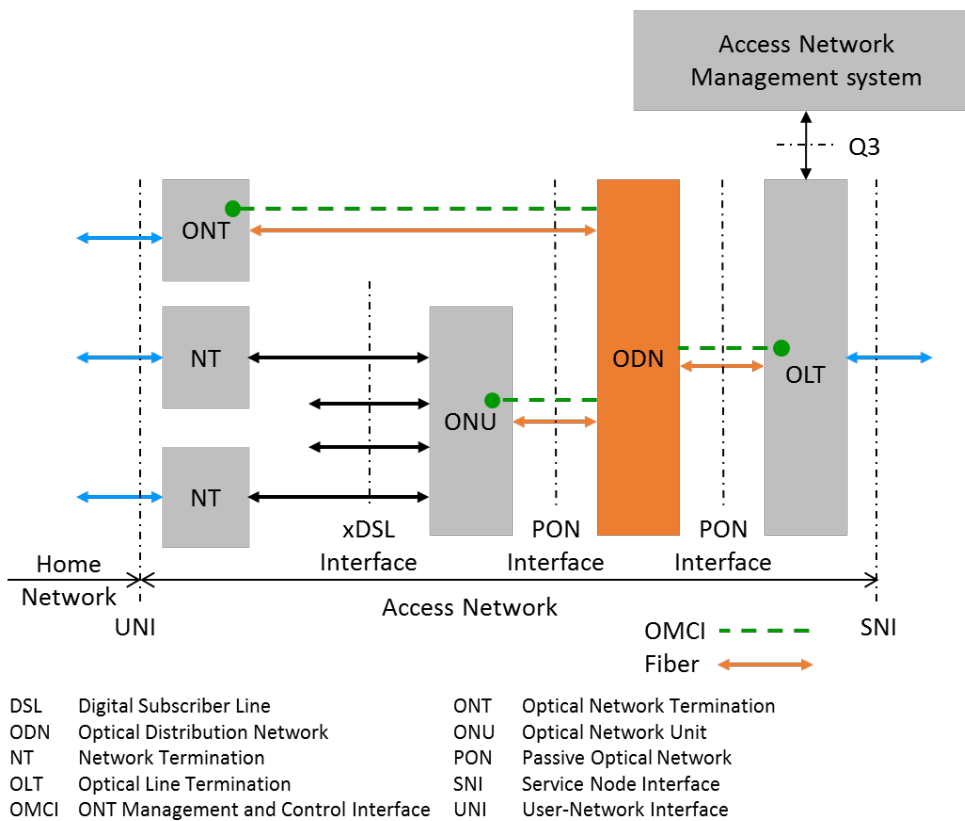 Access Network
Management system
Q3
ONT
NT
ODN
OLT
ONU
NT
xDSL
Interface
PON
Interface
PON
Interface
Home
Network
Access Network
UNI
SNI
OMCI
Fiber
DSL Digital Subscriber Line
ODN Optical Distribution Network
NT Network Termination
OLT Optical Line Termination
OMCI ONT Management and Control Interface
ONT Optical Network Termination
ONU Optical Network Unit
PON Passive Optical Network
SNI Service Node Interface
UNI User-Network Interface